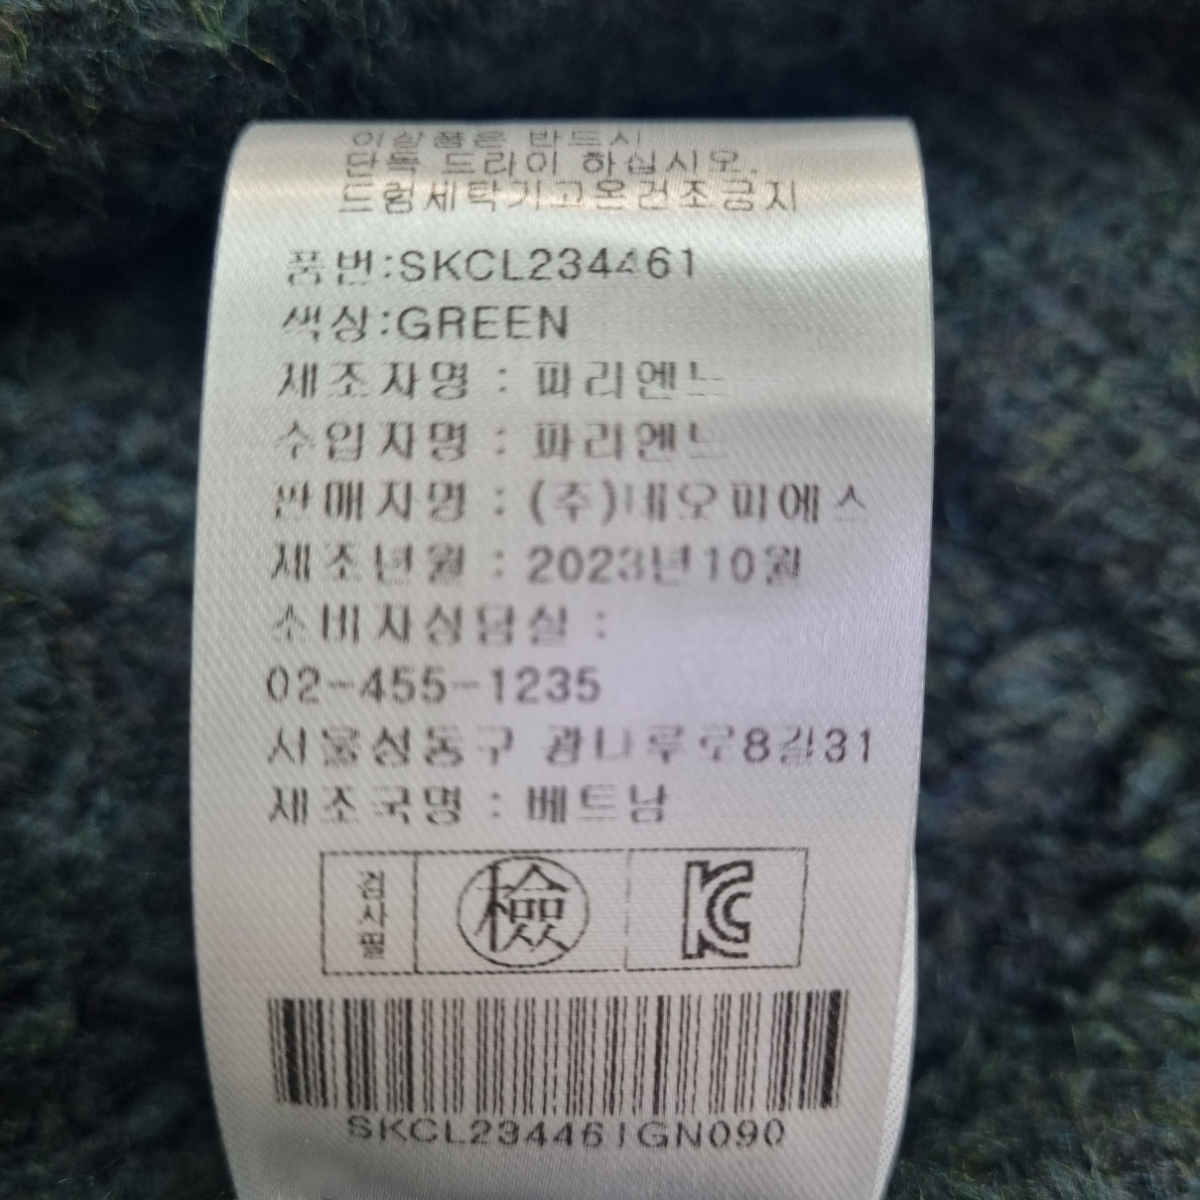 이상품은 반드시
단독 드라이 하십시오.
드럼세탁기고온건조금지
품번:SKCL234461
색상:GREEN
제조자명 : 파리엔느
수입자명 : 파리엔느
판매자명 : (주)네오피에스
제조년월 : 2023년10월
소비자상담실 :
02-455-1235
서울성동구 광나루로8길31
제조국명 : 베트남
검사필
檢
KC
SKCL234461GN090